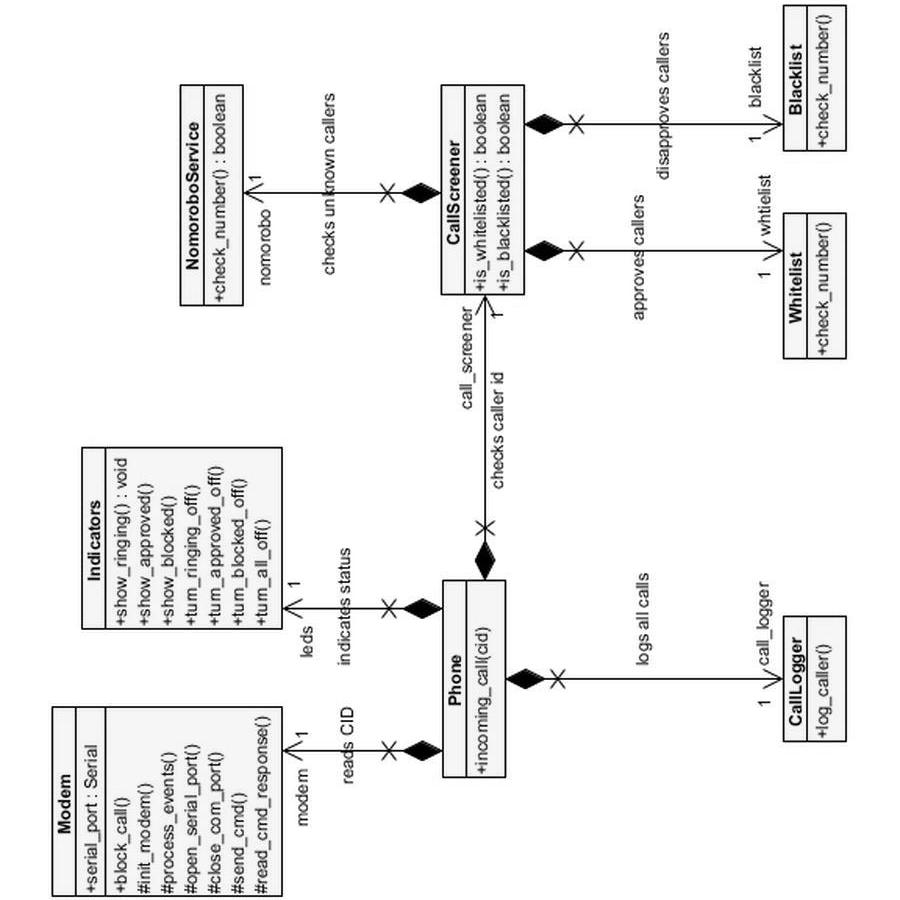 Modem
+serial_port : Serial
+block_call()
#init_modem()
#process_events()
#open_serial_port()
#close_com_port()
#send_cmd()
#read_cmd_response()
Indicators
+show_ringing() : void
+show_approved()
+show_blocked()
+turn_ringing_off()
+turn_approved_off()
+turn_blocked_off()
+turn_all_off()
NomoroboService
+check_number() : boolean
modem
1
reads CID
leds
1
indicates status
nomorobo
1
checks unknown callers
Phone
+incoming_call(cid)
checks caller id
call_screener
1
CallScreener
+is_whitelisted() : boolean
+is_blacklisted() : boolean
logs all calls
1
call_logger
approves callers
1
whtielist
disapproves callers
1
blacklist
CallLogger
+log_caller()
Whitelist
+check_number()
Blacklist
+check_number()